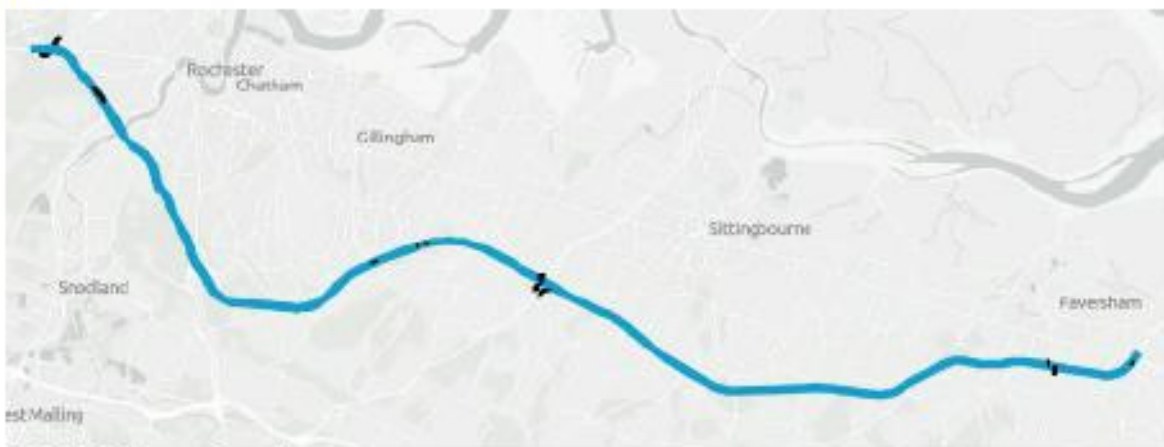 Rochester
Chatham
Gillingham
Sittingbourne
Snodland
Faversham
est Malling